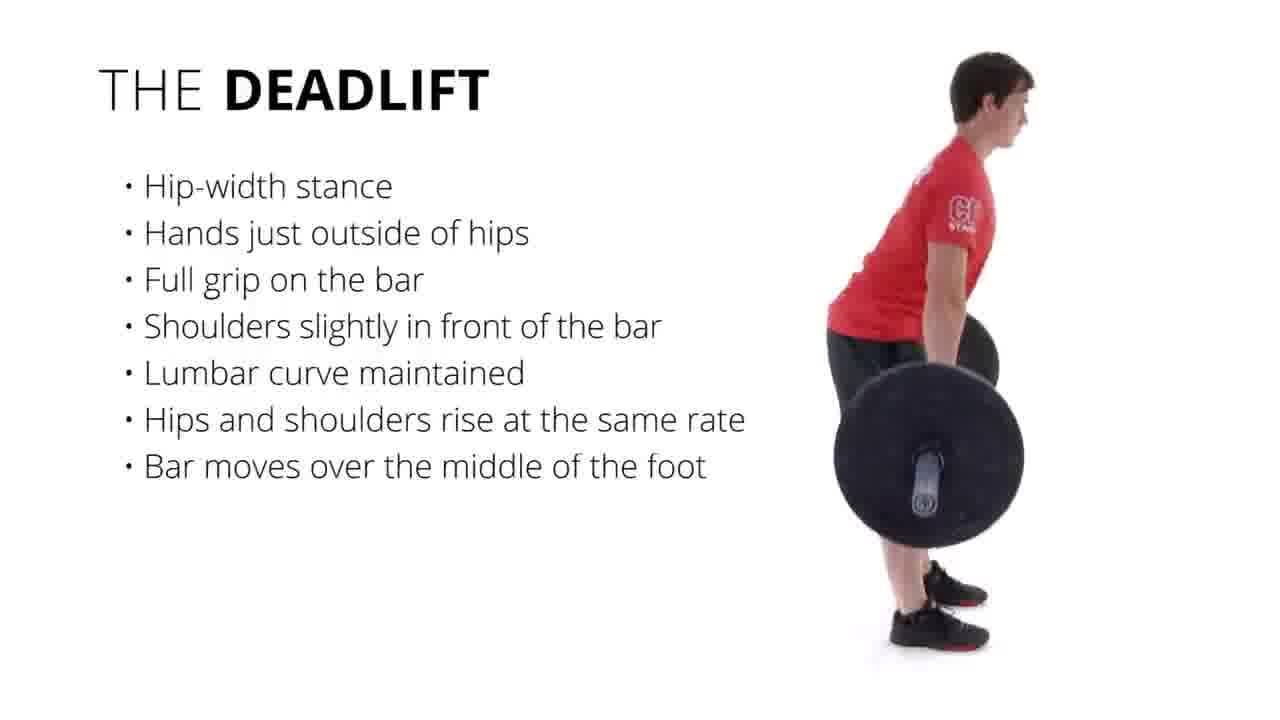 THE DEADLIFT
• Hip-width stance
• Hands just outside of hips
• Full grip on the bar
• Shoulders slightly in front of the bar
• Lumbar curve maintained
• Hips and shoulders rise at the same rate
• Bar moves over the middle of the foot